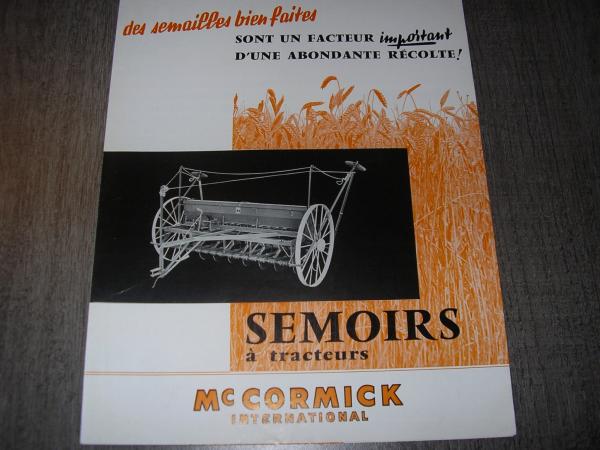 des semailles bien faites
SONT UN FACTEUR important
D'UNE ABONDANTE RÉCOLTE!
SEMOIRS
à tracteurs
McCORMICK
INTERNATIONAL